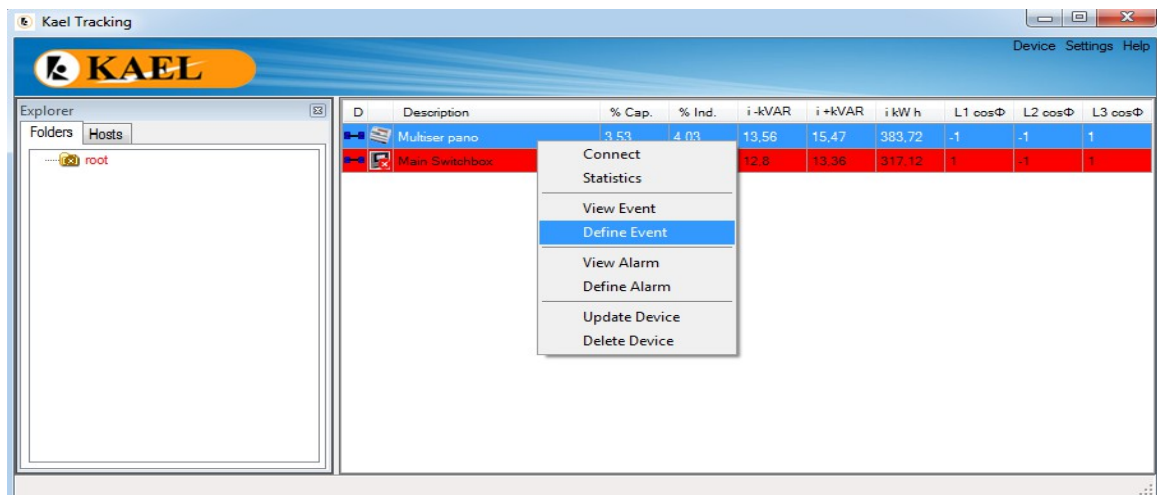 Kael Tracking
KAEL
Device Settings Help
Explorer
Folders Hosts
root
D Description % Cap. % Ind. i -kVAR i +kVAR i kW h L1 cosΦ L2 cosΦ L3 cosΦ
Multiser pano 3,53 4,03 13,56 15,47 383,72 -1 -1 1
Main Switchbox 12,8 13,36 317,12 1 -1 1
Connect
Statistics
View Event
Define Event
View Alarm
Define Alarm
Update Device
Delete Device